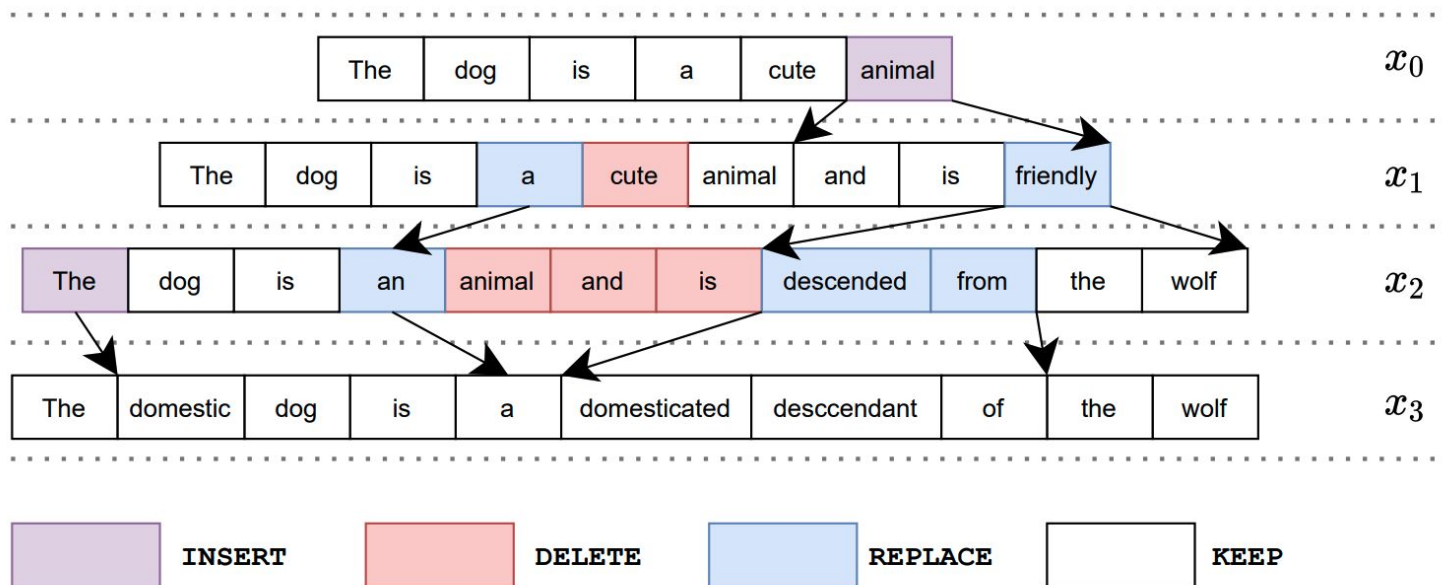 The dog is a cute animal x₀
The dog is a cute animal and is friendly x₁
The dog is an animal and is descended from the wolf x₂
The domestic dog is a domesticated desccendant of the wolf x₃
INSERT DELETE REPLACE KEEP